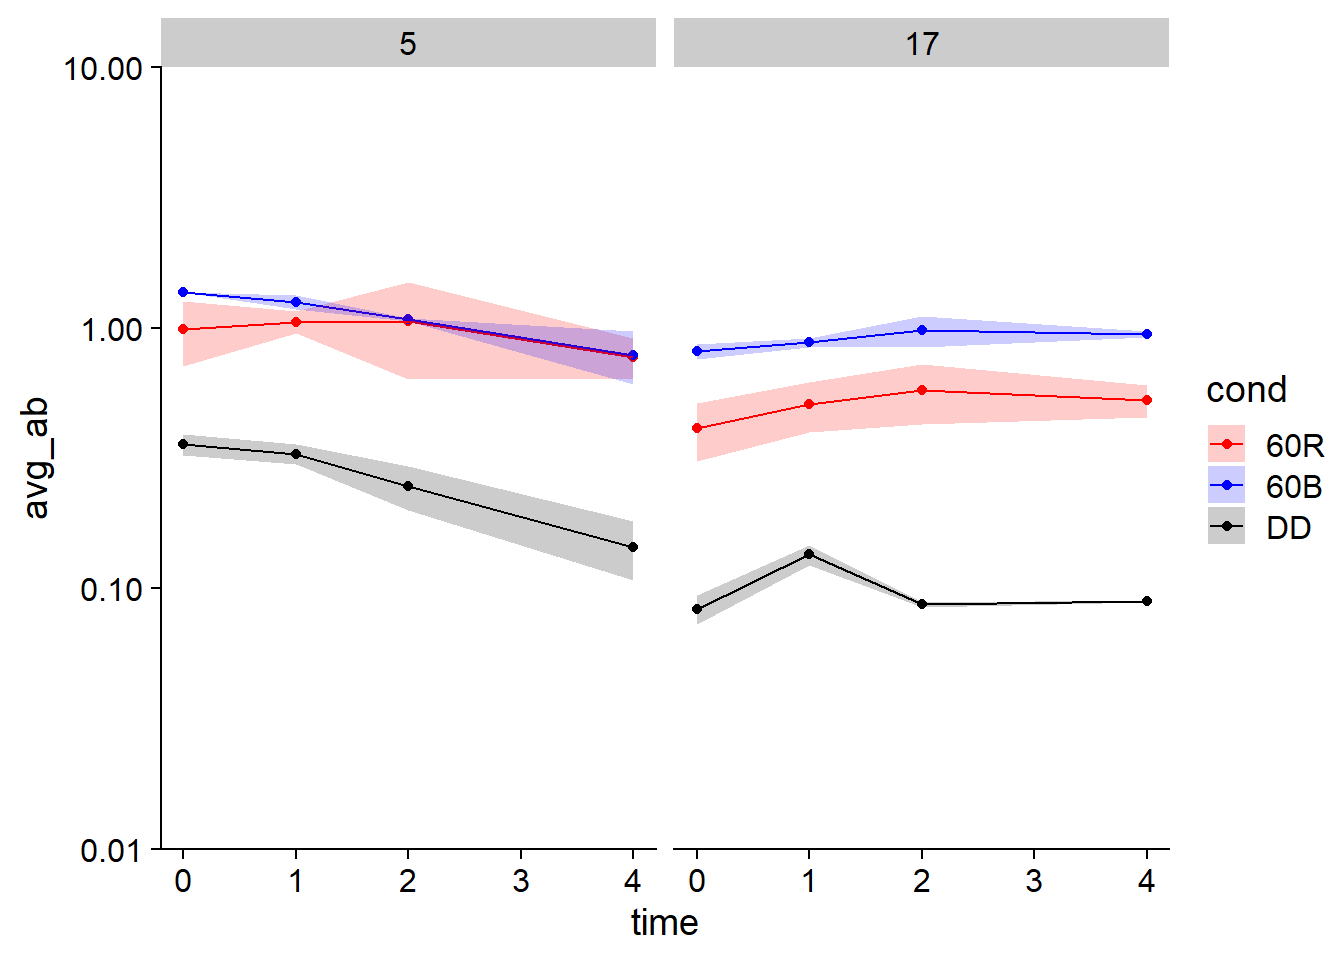 5 17
10.00
1.00
0.10
0.01
avg_ab
0 1 2 3 4 0 1 2 3 4
time
cond
60R
60B
DD